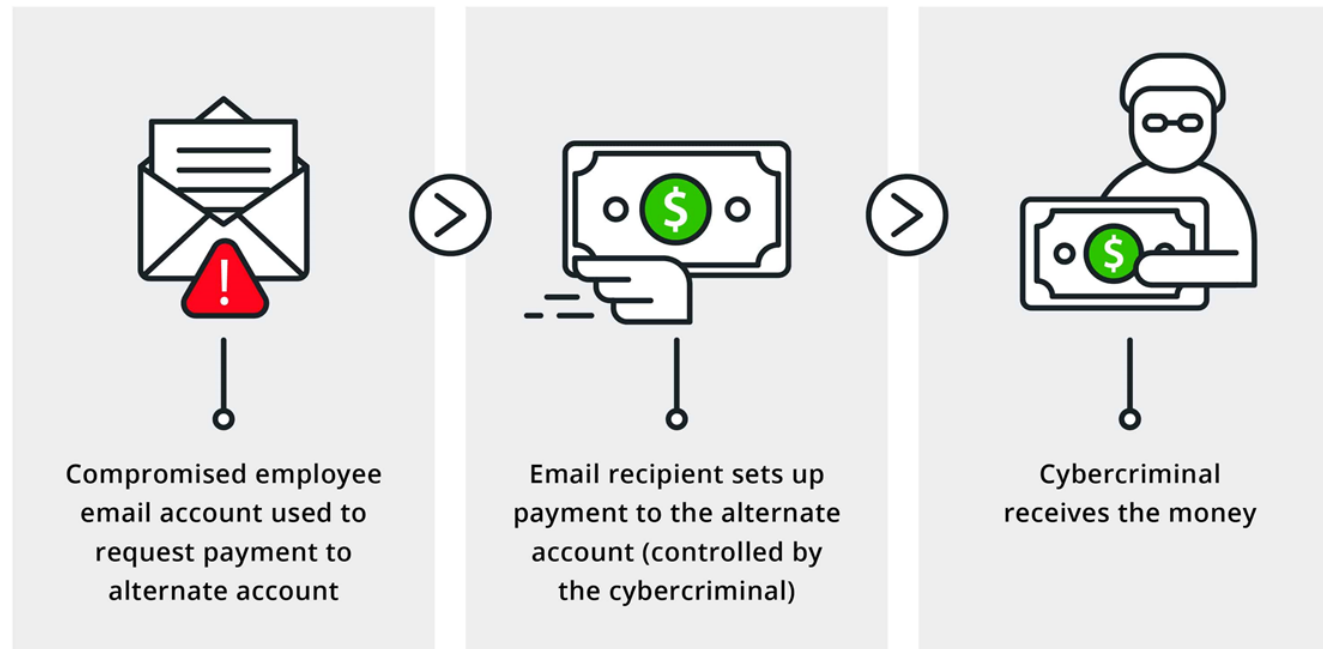 !
$
$
Compromised employee
email account used to
request payment to
alternate account
Email recipient sets up
payment to the alternate
account (controlled by
the cybercriminal)
Cybercriminal
receives the money